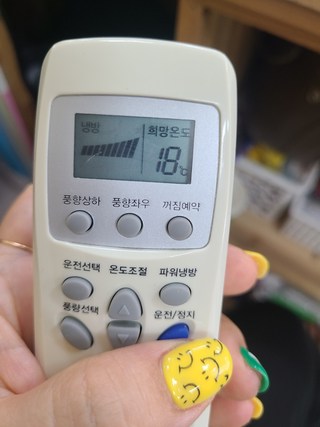 냉방 희망온도
18℃
풍향상하 풍향좌우 꺼짐예약
운전선택 온도조절 파워냉방
풍량선택 운전/정지